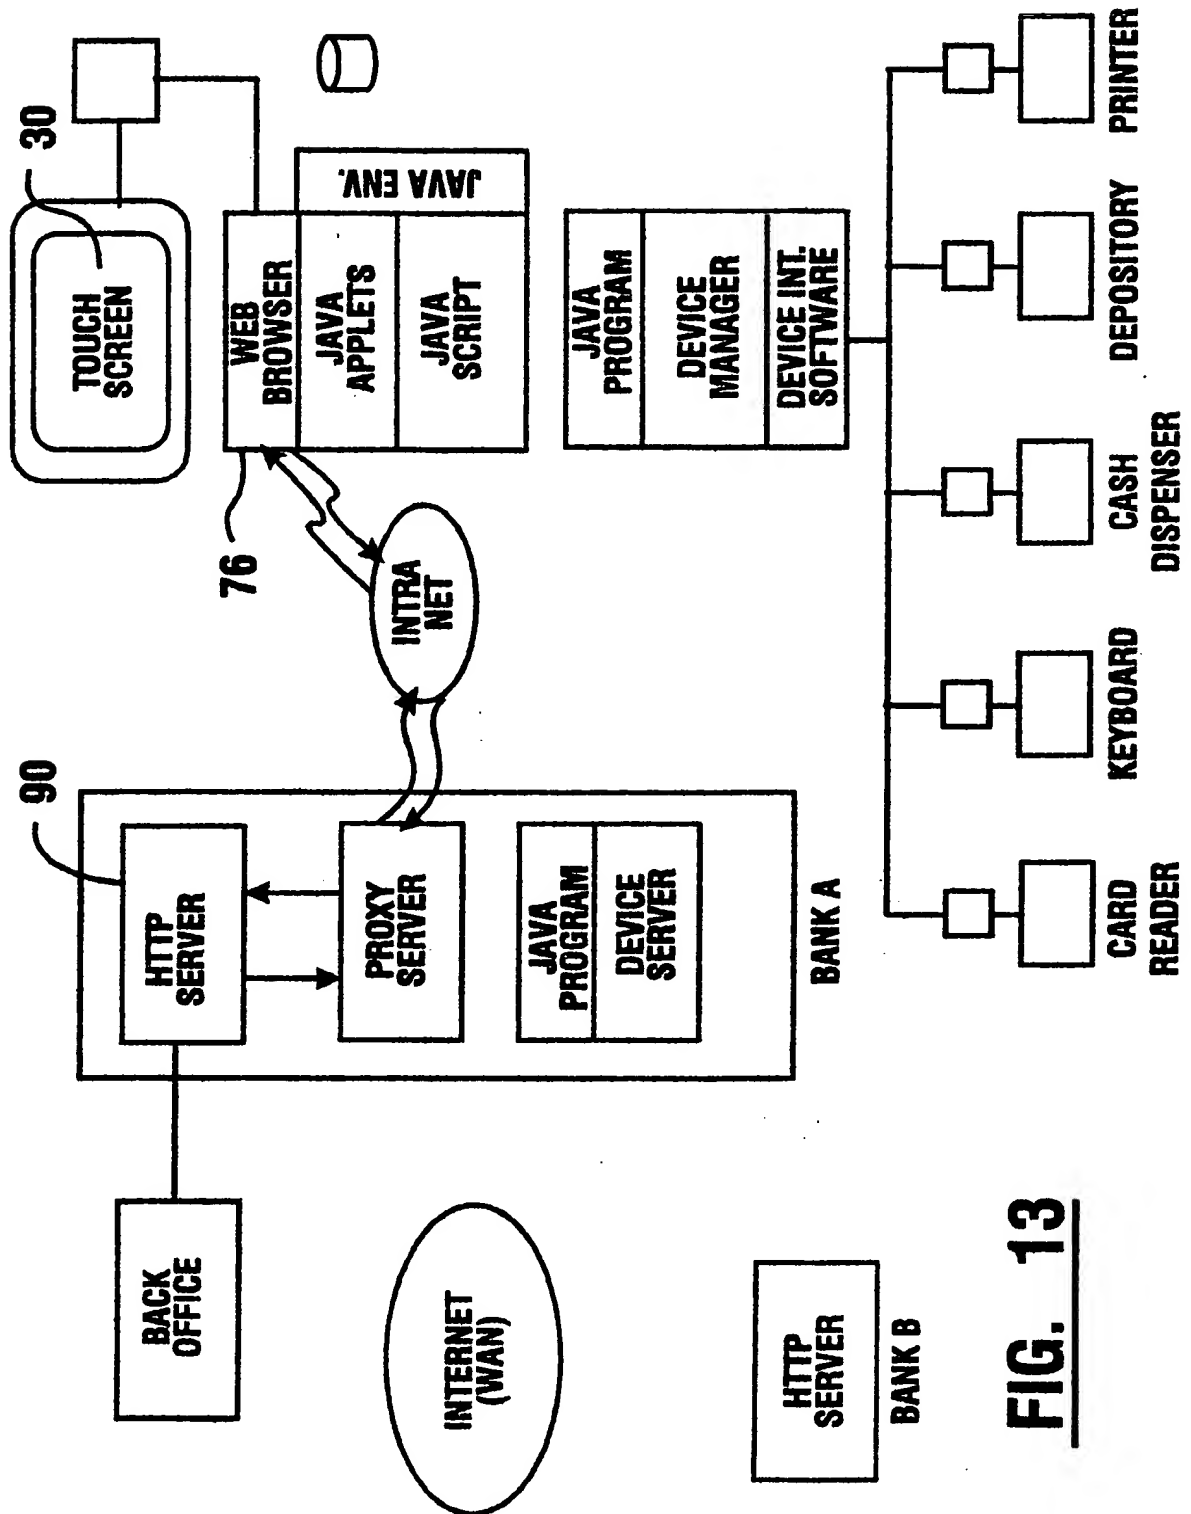 BACK
OFFICE
90
HTTP
SERVER
PROXY
SERVER
JAVA
PROGRAM
DEVICE
SERVER
BANK A
INTERNET
(WAN)
HTTP
SERVER
BANK B
INTRA
NET
76
30
TOUCH
SCREEN
WEB
BROWSER
JAVA
APPLETS
JAVA
SCRIPT
JAVA ENV.
JAVA
PROGRAM
DEVICE
MANAGER
DEVICE INT.
SOFTWARE
CARD
READER
KEYBOARD
CASH
DISPENSER
DEPOSITORY
PRINTER
FIG. 13